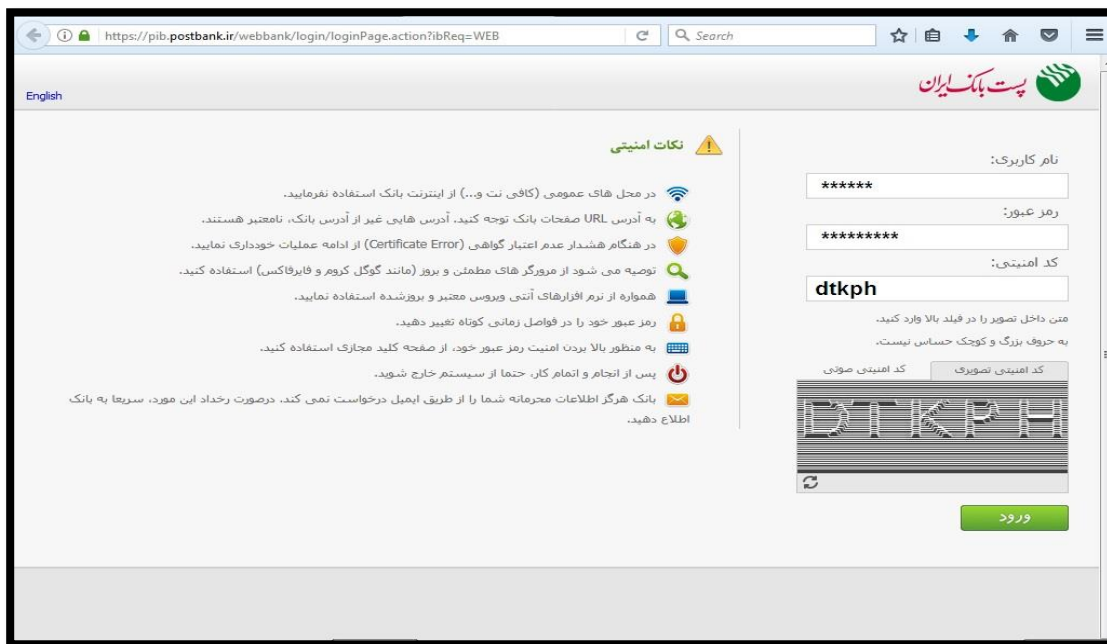 https://pib.postbank.ir/webbank/login/loginPage.action?ibReq=WEB
Search
پست بانک ایران
English
نام کاربری:
******
رمز عبور:
*********
کد امنیتی:
dtkph
متن داخل تصویر را در فیلد بالا وارد کنید.
به حروف بزرگ و کوچک حساس نیست.
کد امنیتی تصویری
کد امنیتی صوتی
DTKPH
ورود
نکات امنیتی
در محل های عمومی (کافی نت و...) از اینترنت بانک استفاده نفرمایید.
به آدرس URL صفحات بانک توجه کنید. آدرس هایی غیر از آدرس بانک، نامعتبر هستند.
در هنگام هشدار عدم اعتبار گواهی (Certificate Error) از ادامه عملیات خودداری نمایید.
توصیه می شود از مرورگر های مطمئن و بروز (مانند گوگل کروم و فایرفاکس) استفاده کنید.
همواره از نرم افزارهای آنتی ویروس معتبر و بروزشده استفاده نمایید.
رمز عبور خود را در فواصل زمانی کوتاه تغییر دهید.
به منظور بالا بردن امنیت رمز عبور خود، از صفحه کلید مجازی استفاده کنید.
پس از انجام و اتمام کار، حتما از سیستم خارج شوید.
بانک هرگز اطلاعات محرمانه شما را از طریق ایمیل درخواست نمی کند، درصورت رخداد این مورد، سریعا به بانک
اطلاع دهید.